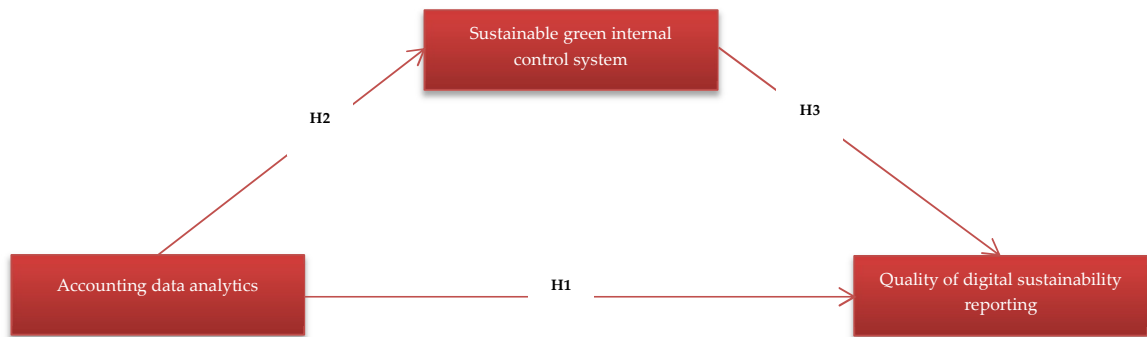 Sustainable green internal
control system
H2
H3
Accounting data analytics
H1
Quality of digital sustainability
reporting